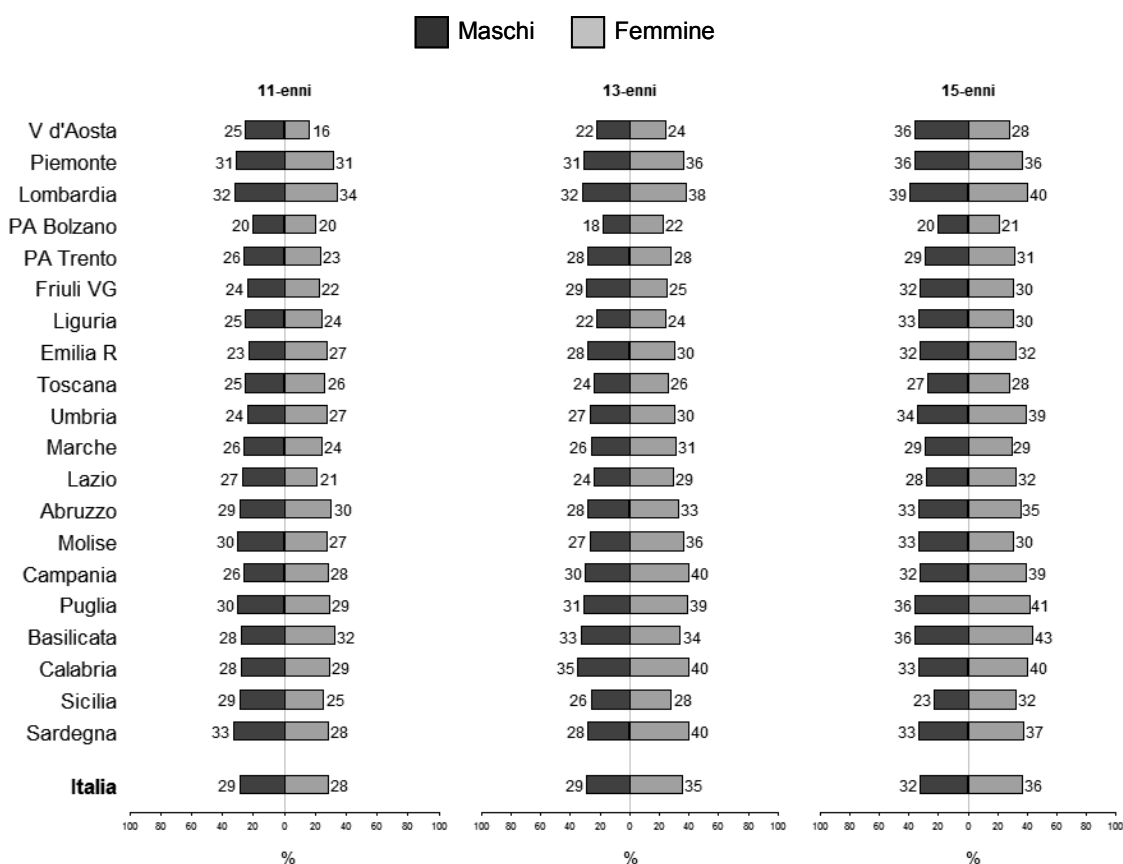 Maschi Femmine
11-enni 13-enni 15-enni
V d'Aosta 25 16 22 24 36 28
Piemonte 31 31 31 36 36 36
Lombardia 32 34 32 38 39 40
PA Bolzano 20 20 18 22 20 21
PA Trento 26 23 28 28 29 31
Friuli VG 24 22 29 25 32 30
Liguria 25 24 22 24 33 30
Emilia R 23 27 28 30 32 32
Toscana 25 26 24 26 27 28
Umbria 24 27 27 30 34 39
Marche 26 24 26 31 29 29
Lazio 27 21 24 29 28 32
Abruzzo 29 30 28 33 33 35
Molise 30 27 27 36 33 30
Campania 26 28 30 40 32 39
Puglia 30 29 31 39 36 41
Basilicata 28 32 33 34 36 43
Calabria 28 29 35 40 33 40
Sicilia 29 25 26 28 23 32
Sardegna 33 28 28 40 33 37
Italia 29 28 29 35 32 36
100 80 60 40 20 0 20 40 60 80 100 100 80 60 40 20 0 20 40 60 80 100 100 80 60 40 20 0 20 40 60 80 100
% % %